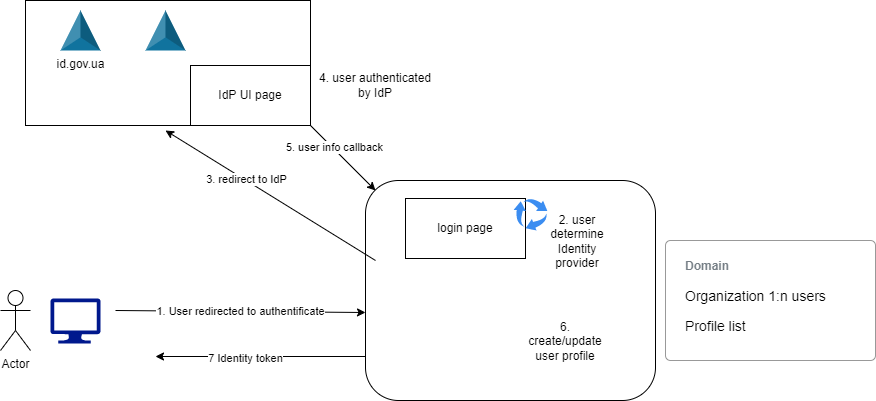 id.gov.ua
IdP UI page
4. user authenticated
by IdP
5. user info callback
3. redirect to IdP
login page
2. user
determine
Identity
provider
Domain
Organization 1:n users
Profile list
1. User redirected to authentificate
6.
create/update
user profile
7 Identity token
Actor